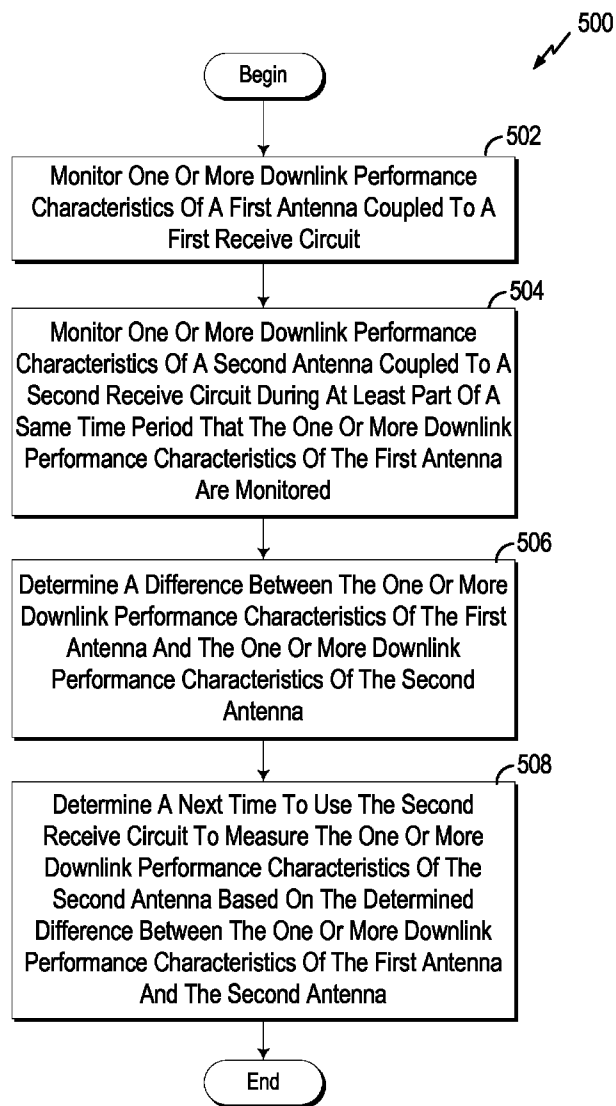 500
Begin
502
Monitor One Or More Downlink Performance
Characteristics Of A First Antenna Coupled To A
First Receive Circuit
504
Monitor One Or More Downlink Performance
Characteristics Of A Second Antenna Coupled To A
Second Receive Circuit During At Least Part Of A
Same Time Period That The One Or More Downlink
Performance Characteristics Of The First Antenna
Are Monitored
506
Determine A Difference Between The One Or More
Downlink Performance Characteristics Of The First
Antenna And The One Or More Downlink
Performance Characteristics Of The Second
Antenna
508
Determine A Next Time To Use The Second
Receive Circuit To Measure The One Or More
Downlink Performance Characteristics Of The
Second Antenna Based On The Determined
Difference Between The One Or More Downlink
Performance Characteristics Of The First Antenna
And The Second Antenna
End